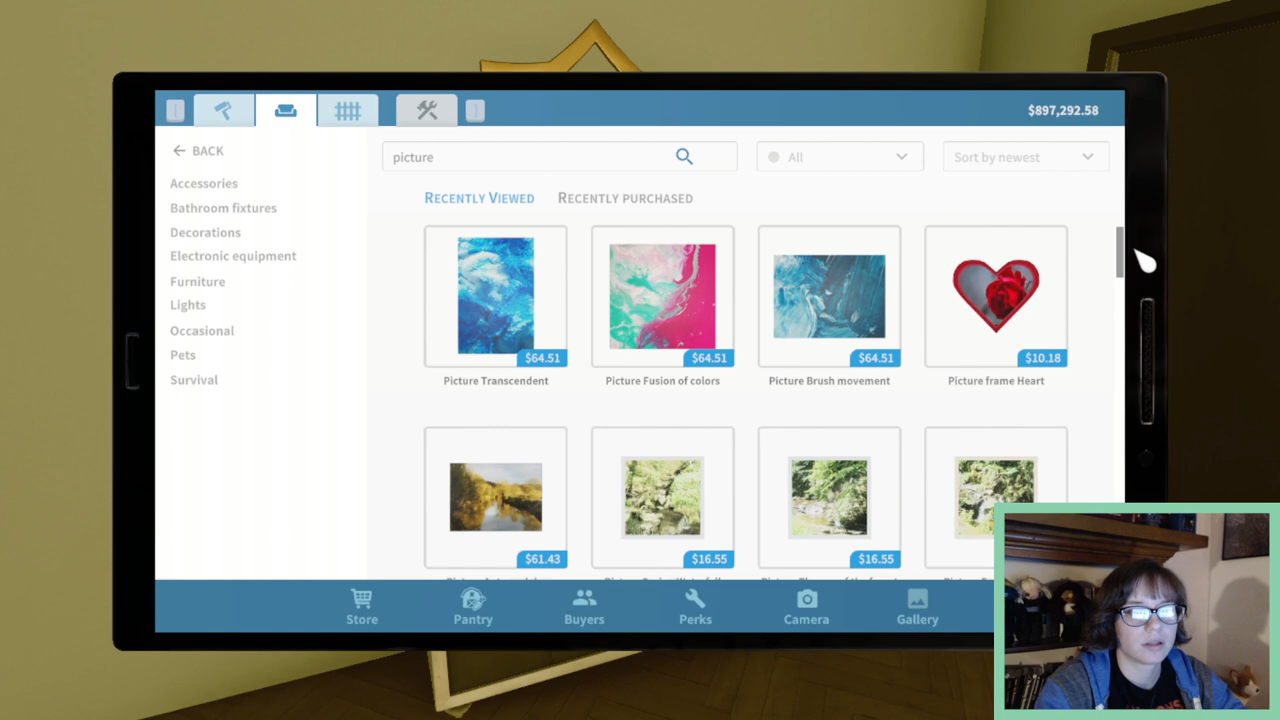 $897,292.58
BACK
picture
All
Sort by newest
Accessories
Bathroom fixtures
Decorations
Electronic equipment
Furniture
Lights
Occasional
Pets
Survival
RECENTLY VIEWED
RECENTLY PURCHASED
$64.51
$64.51
$64.51
$10.18
Picture Transcendent
Picture Fusion of colors
Picture Brush movement
Picture frame Heart
$61.43
$16.55
$16.55
Store
Pantry
Buyers
Perks
Camera
Gallery